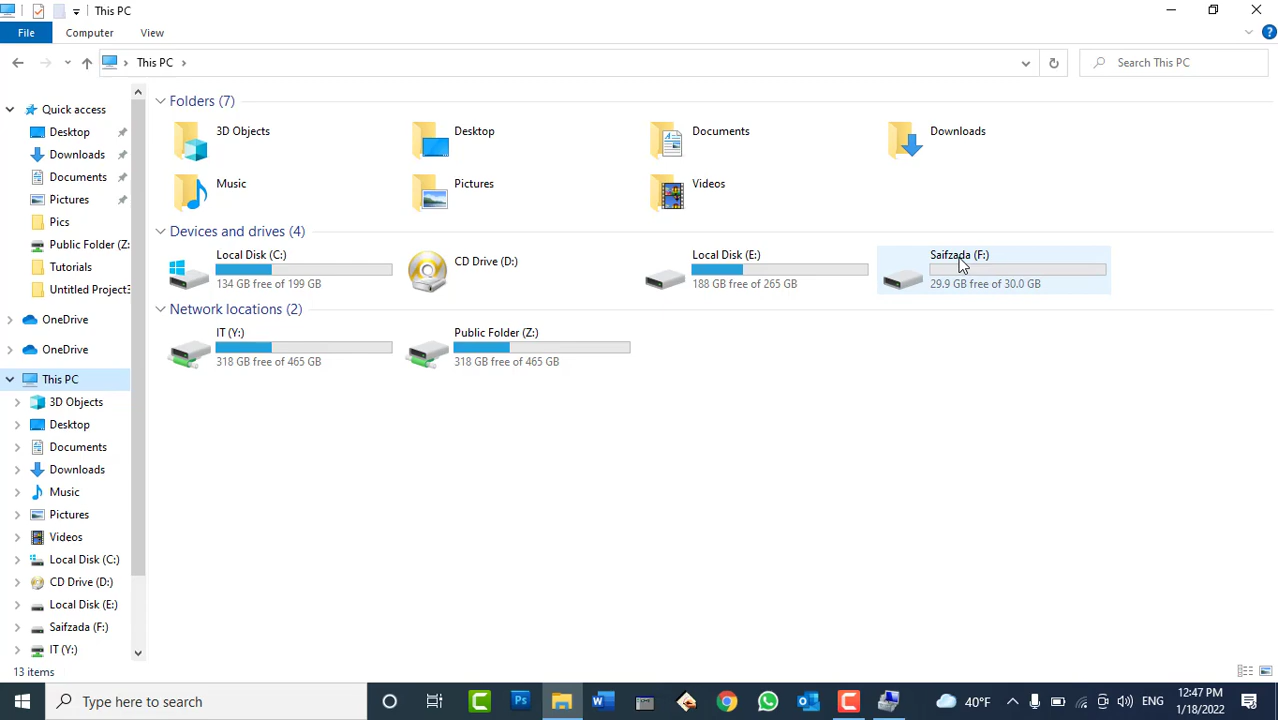 This PC
File
Computer
View
This PC
Search This PC
Quick access
Desktop
Downloads
Documents
Pictures
Pics
Public Folder (Z:
Tutorials
Untitled Project3
OneDrive
OneDrive
This PC
3D Objects
Desktop
Documents
Downloads
Music
Pictures
Videos
Local Disk (C:)
CD Drive (D:)
Local Disk (E:)
Saifzada (F:)
IT (Y:)
Folders (7)
3D Objects
Desktop
Documents
Downloads
Music
Pictures
Videos
Devices and drives (4)
Local Disk (C:)
134 GB free of 199 GB
CD Drive (D:)
Local Disk (E:)
188 GB free of 265 GB
Saifzada (F:)
29.9 GB free of 30.0 GB
Network locations (2)
IT (Y:)
318 GB free of 465 GB
Public Folder (Z:)
318 GB free of 465 GB
13 items
Type here to search
Ps
40°F
ENG
12:47 PM
1/18/2022